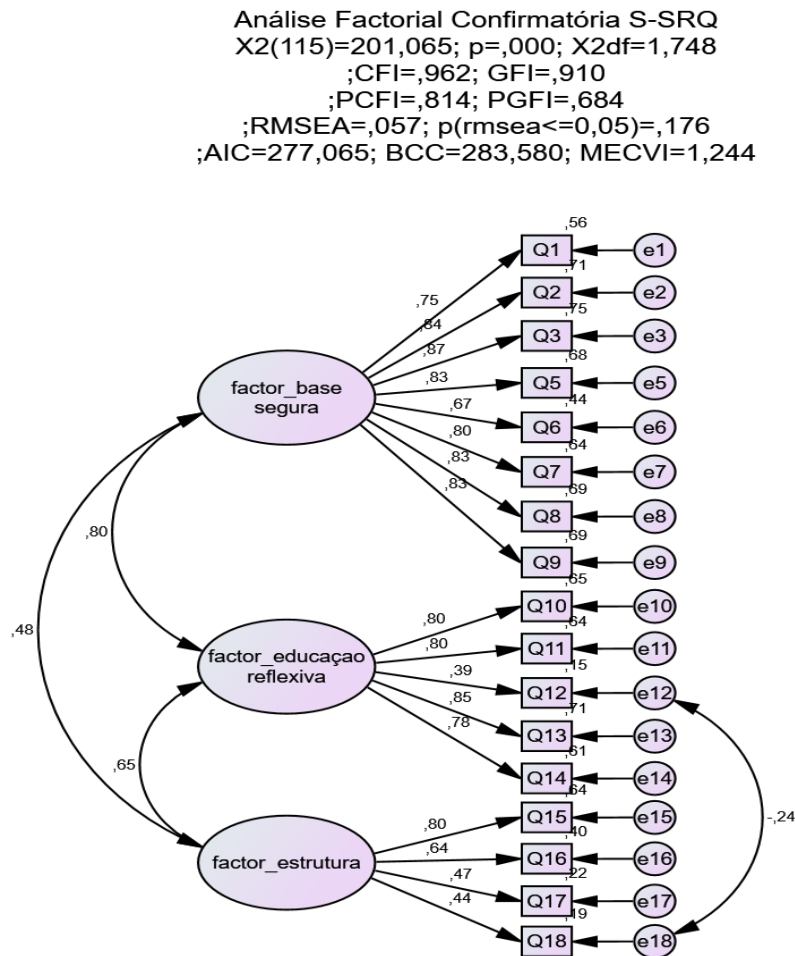 Análise Factorial Confirmatória S-SRQ
X2(115)=201,065; p=,000; X2df=1,748
;CFI=,962; GFI=,910
;PCFI=,814; PGFI=,684
;RMSEA=,057; p(rmsea<=0,05)=,176
;AIC=277,065; BCC=283,580; MECVI=1,244
,56
Q1
e1
,75
,71
Q2
e2
,84
,75
Q3
e3
,87
,68
Q5
e5
,83
,44
Q6
e6
,67
,64
Q7
e7
,80
,69
Q8
e8
,83
,69
Q9
e9
,83
factor_base
segura
,80
,48
,65
Q10
e10
,80
,64
Q11
e11
,80
,15
Q12
e12
,39
,71
Q13
e13
,85
,61
Q14
e14
,78
factor_educaçao
reflexiva
,65
,64
Q15
e15
,80
,40
Q16
e16
,64
,22
Q17
e17
,47
,19
Q18
e18
,44
factor_estrutura
-,24